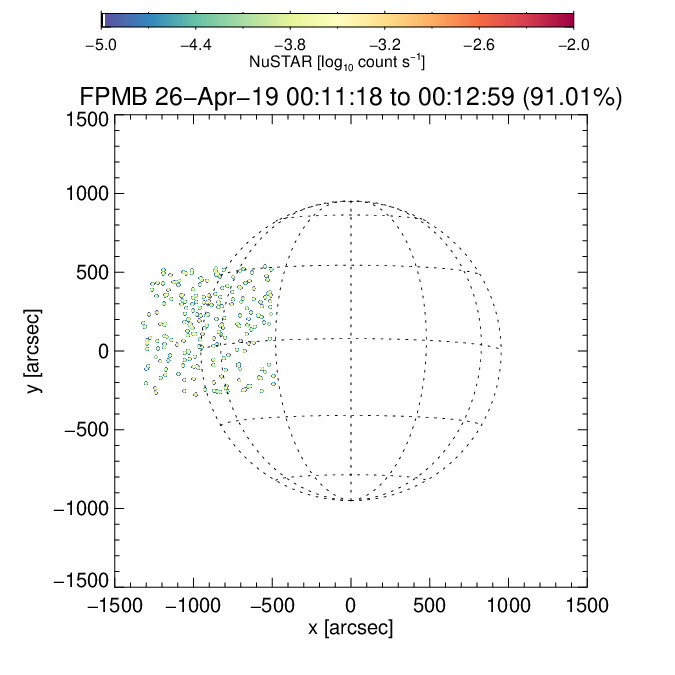 −5.0 −4.4 −3.8 −3.2 −2.6 −2.0
NuSTAR [log10 count s−1]
FPMB 26−Apr−19 00:11:18 to 00:12:59 (91.01%)
1500
1000
500
0
−500
−1000
−1500
y [arcsec]
−1500 −1000 −500 0 500 1000 1500
x [arcsec]